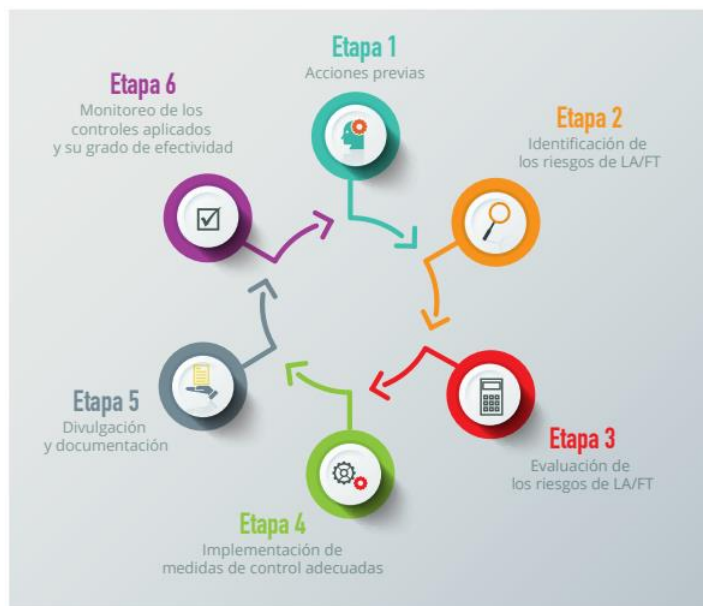 Etapa 1
Acciones previas
Etapa 2
Identificación de
los riesgos de LA/FT
Etapa 3
Evaluación de
los riesgos de LA/FT
Etapa 4
Implementación de
medidas de control adecuadas
Etapa 5
Divulgación
y documentación
Etapa 6
Monitoreo de los
controles aplicados
y su grado de efectividad